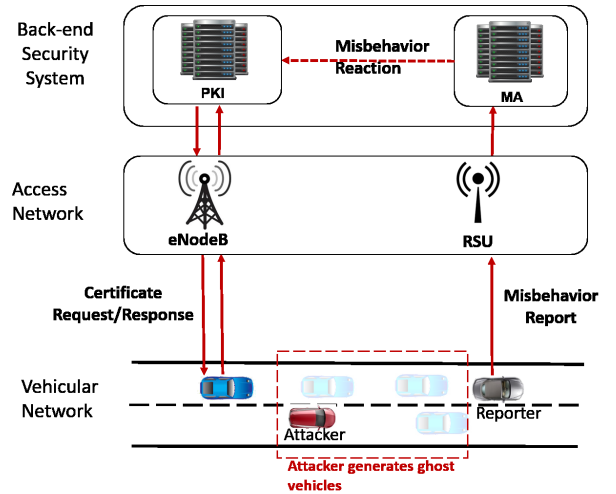 Back-end
Security
System
PKI
Misbehavior
Reaction
MA
Access
Network
eNodeB
RSU
Certificate
Request/Response
Misbehavior
Report
Vehicular
Network
Attacker
Reporter
Attacker generates ghost
vehicles